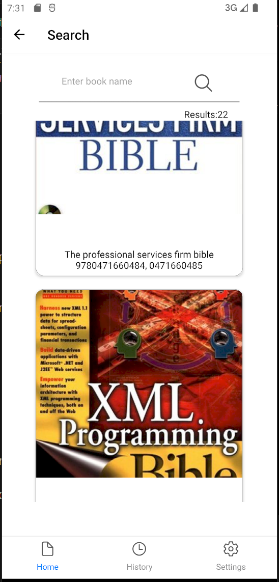 7:31
3G
Search
Enter book name
Results:22
SERVICES FIRM
BIBLE
The professional services firm bible
9780471660484, 0471660485
Harness new XML 1.1
power to structure
data for spread-
sheets, configuration
parameters, and
financial transactions
Build data-driven
applications with
Microsoft .NET and
J2EE Web services
Empower your
information
architecture with
XML programming
techniques, both on
and off the Web
XML
Programming
Bible
Home
History
Settings